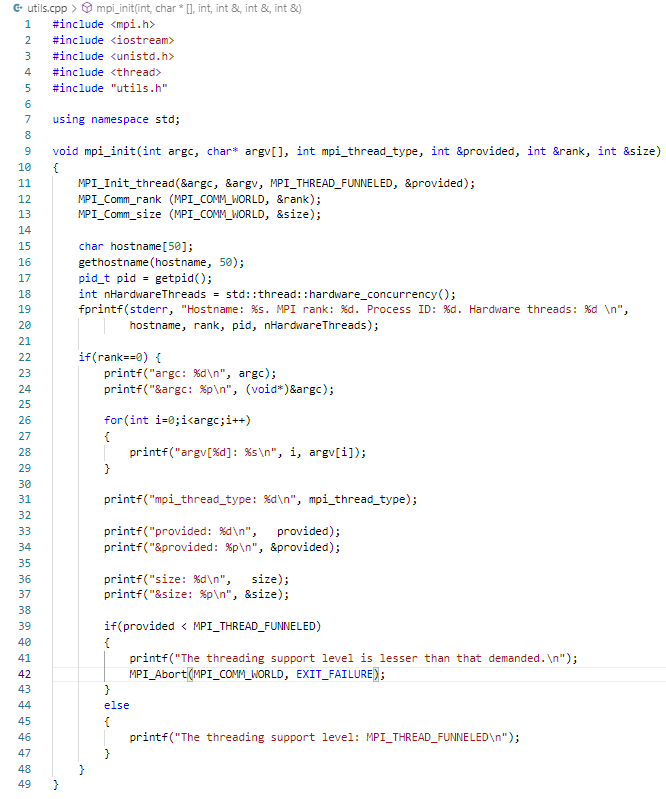 utils.cpp > mpi_init(int, char * [], int, int &, int &, int &)
1 #include <mpi.h>
2 #include <iostream>
3 #include <unistd.h>
4 #include <thread>
5 #include "utils.h"
6
7 using namespace std;
8
9 void mpi_init(int argc, char* argv[], int mpi_thread_type, int &provided, int &rank, int &size)
10 {
11     MPI_Init_thread(&argc, &argv, MPI_THREAD_FUNNELED, &provided);
12     MPI_Comm_rank (MPI_COMM_WORLD, &rank);
13     MPI_Comm_size (MPI_COMM_WORLD, &size);
14
15     char hostname[50];
16     gethostname(hostname, 50);
17     pid_t pid = getpid();
18     int nHardwareThreads = std::thread::hardware_concurrency();
19     fprintf(stderr, "Hostname: %s. MPI rank: %d. Process ID: %d. Hardware threads: %d \n",
20             hostname, rank, pid, nHardwareThreads);
21
22     if(rank==0) {
23         printf("argc: %d\n", argc);
24         printf("&argc: %p\n", (void*)&argc);
25
26         for(int i=0;i<argc;i++)
27         {
28             printf("argv[%d]: %s\n", i, argv[i]);
29         }
30
31         printf("mpi_thread_type: %d\n", mpi_thread_type);
32
33         printf("provided: %d\n",   provided);
34         printf("&provided: %p\n", &provided);
35
36         printf("size: %d\n",   size);
37         printf("&size: %p\n", &size);
38
39         if(provided < MPI_THREAD_FUNNELED)
40         {
41             printf("The threading support level is lesser than that demanded.\n");
42             MPI_Abort(MPI_COMM_WORLD, EXIT_FAILURE);
43         }
44         else
45         {
46             printf("The threading support level: MPI_THREAD_FUNNELED\n");
47         }
48     }
49 }